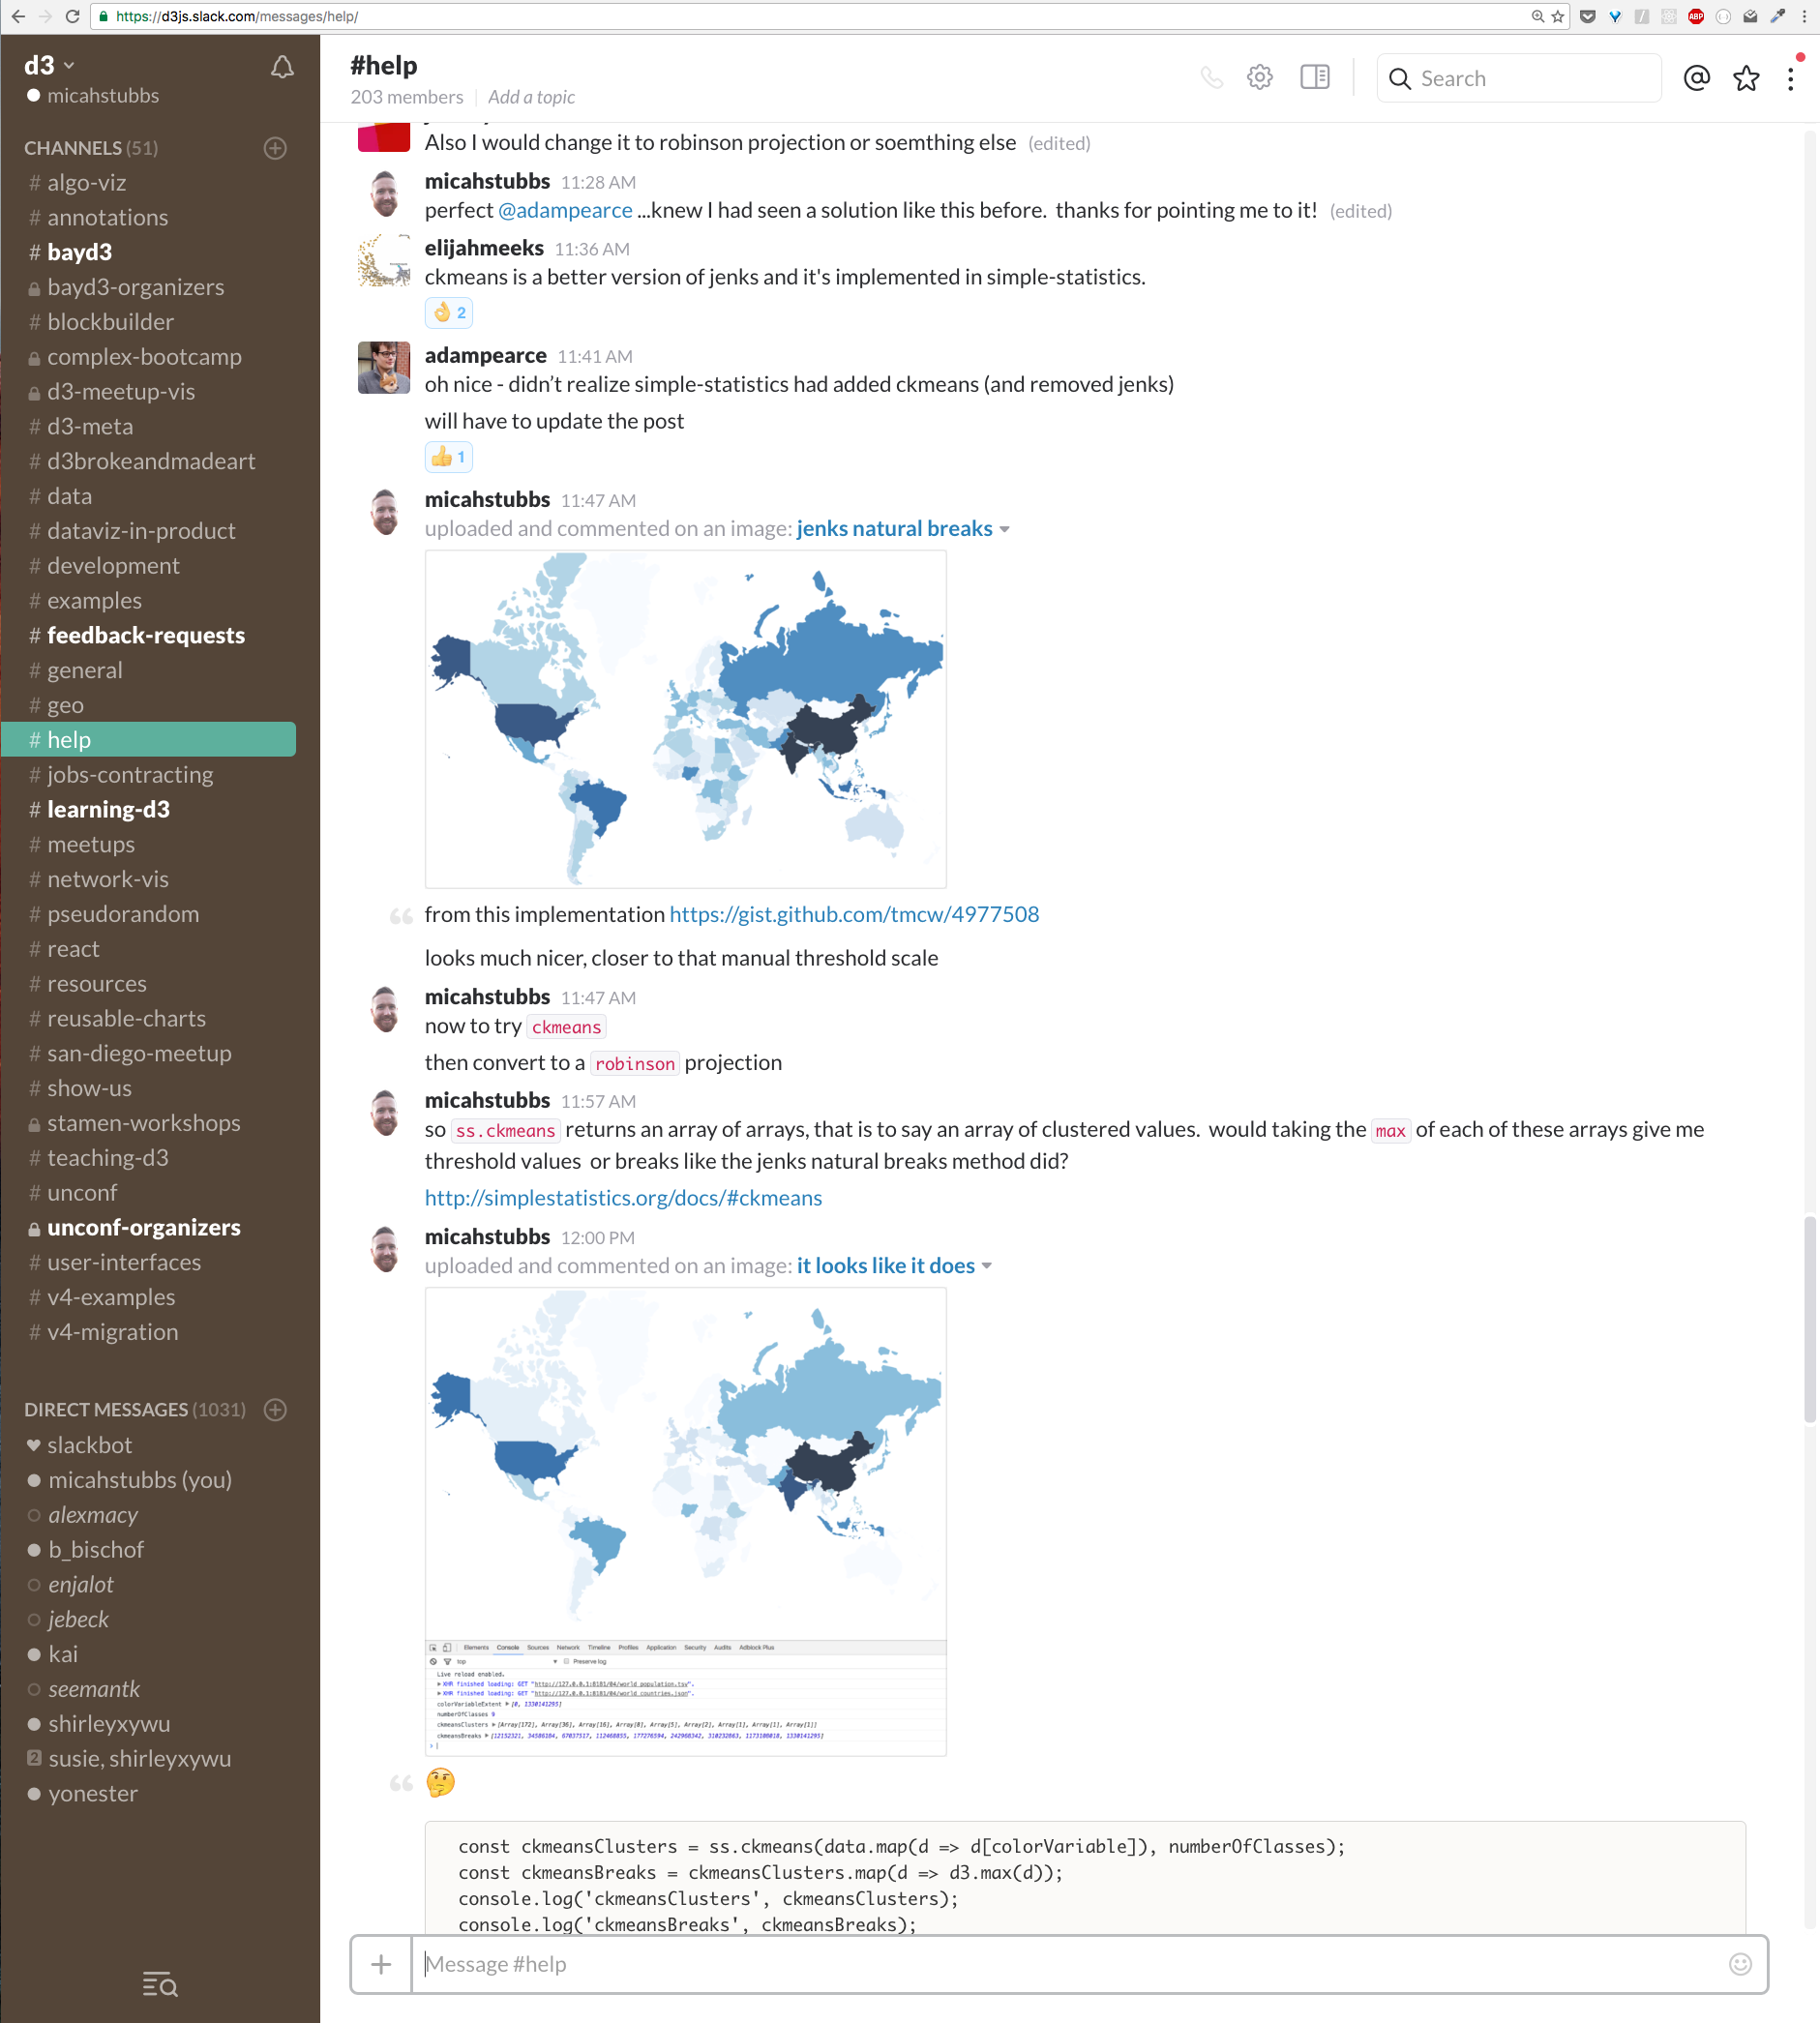 https://d3js.slack.com/messages/help/
d3
micahstubbs
CHANNELS (51)
# algo-viz
# annotations
# bayd3
bayd3-organizers
# blockbuilder
complex-bootcamp
d3-meetup-vis
# d3-meta
# d3brokeandmadeart
# data
# dataviz-in-product
# development
# examples
# feedback-requests
# general
# geo
# help
# jobs-contracting
# learning-d3
# meetups
# network-vis
# pseudorandom
# react
# resources
# reusable-charts
# san-diego-meetup
# show-us
stamen-workshops
# teaching-d3
# unconf
unconf-organizers
# user-interfaces
# v4-examples
# v4-migration
DIRECT MESSAGES (1031)
slackbot
micahstubbs (you)
alexmacy
b_bischof
enjalot
jebeck
kai
seemantk
shirleyxywu
2 susie, shirleyxywu
yonester
#help
203 members
Add a topic
Search
Also I would change it to robinson projection or soemthing else (edited)
micahstubbs 11:28 AM
perfect @adampearce ...knew I had seen a solution like this before.  thanks for pointing me to it! (edited)
elijahmeeks 11:36 AM
ckmeans is a better version of jenks and it's implemented in simple-statistics.
👌 2
adampearce 11:41 AM
oh nice - didn’t realize simple-statistics had added ckmeans (and removed jenks)
will have to update the post
👍 1
micahstubbs 11:47 AM
uploaded and commented on an image: jenks natural breaks
from this implementation https://gist.github.com/tmcw/4977508
looks much nicer, closer to that manual threshold scale
micahstubbs 11:47 AM
now to try ckmeans
then convert to a robinson projection
micahstubbs 11:57 AM
so ss.ckmeans returns an array of arrays, that is to say an array of clustered values.  would taking the max of each of these arrays give me
threshold values  or breaks like the jenks natural breaks method did?
http://simplestatistics.org/docs/#ckmeans
micahstubbs 12:00 PM
uploaded and commented on an image: it looks like it does
Elements Console Sources Network Timeline Profiles Application Security Audits Adblock Plus
top Preserve log
Live reload enabled.
XHR finished loading: GET "http://127.0.0.1:8181/04/world_population.tsv".
XHR finished loading: GET "http://127.0.0.1:8181/04/world_countries.json".
colorVariableExtent [0, 1330141295]
numberOfClasses 9
ckmeansClusters [Array[172], Array[36], Array[16], Array[8], Array[5], Array[2], Array[1], Array[1], Array[1]]
ckmeansBreaks [12152321, 34586184, 67037517, 112468855, 177276594, 242968342, 310232863, 1173108018, 1330141295]
🤔
const ckmeansClusters = ss.ckmeans(data.map(d => d[colorVariable]), numberOfClasses);
const ckmeansBreaks = ckmeansClusters.map(d => d3.max(d));
console.log('ckmeansClusters', ckmeansClusters);
console.log('ckmeansBreaks', ckmeansBreaks);
Message #help